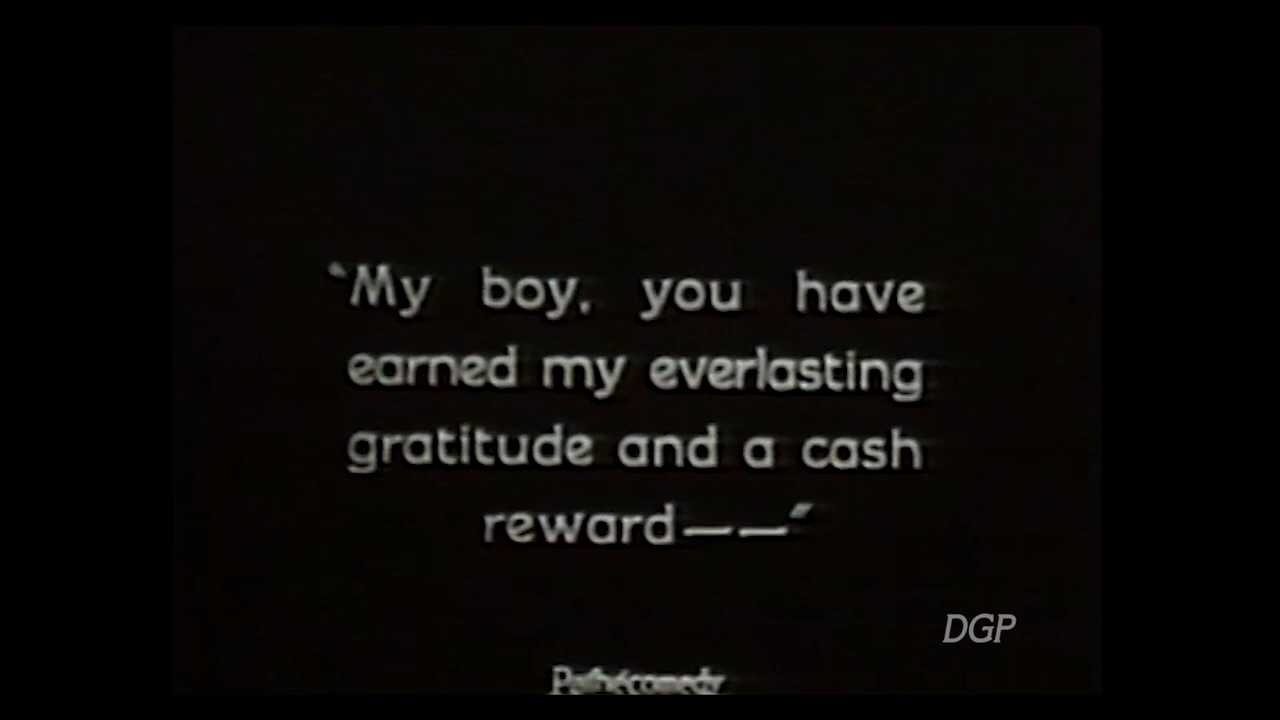 "My boy, you have
earned my everlasting
gratitude and a cash
reward——"
DGP
Pathécomedy